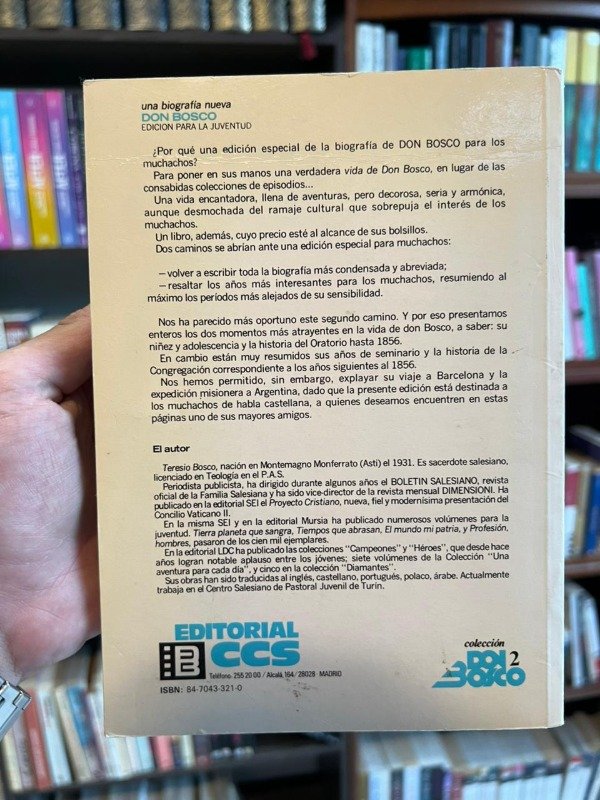 una biografía nueva
DON BOSCO
EDICION PARA LA JUVENTUD
¿Por qué una edición especial de la biografía de DON BOSCO para los
muchachos?
Para poner en sus manos una verdadera vida de Don Bosco, en lugar de las
consabidas colecciones de episodios...
Una vida encantadora, llena de aventuras, pero decorosa, seria y armónica,
aunque desmochada del ramaje cultural que sobrepuja el interés de los
muchachos.
Un libro, además, cuyo precio esté al alcance de sus bolsillos.
Dos caminos se abrían ante una edición especial para muchachos:
—volver a escribir toda la biografía más condensada y abreviada;
—resaltar los años más interesantes para los muchachos, resumiendo al
máximo los períodos más alejados de su sensibilidad.
Nos ha parecido más oportuno este segundo camino. Y por eso presentamos
enteros los dos momentos más atrayentes en la vida de don Bosco, a saber: su
niñez y adolescencia y la historia del Oratorio hasta 1856.
En cambio están muy resumidos sus años de seminario y la historia de la
Congregación correspondiente a los años siguientes al 1856.
Nos hemos permitido, sin embargo, explayar su viaje a Barcelona y la
expedición misionera a Argentina, dado que la presente edición está destinada a
los muchachos de habla castellana, a quienes deseamos encuentren en estas
páginas uno de sus mayores amigos.
El autor
Teresio Bosco, nación en Montemagno Monferrato (Asti) el 1931. Es sacerdote salesiano,
licenciado en Teología en el P.A.S.
Periodista publicista, ha dirigido durante algunos años el BOLETIN SALESIANO, revista
oficial de la Familia Salesiana y ha sido vice-director de la revista mensual DIMENSIONI. Ha
publicado en la editorial SEI el Proyecto Cristiano, nueva, fiel y modernísima presentación del
Concilio Vaticano II.
En la misma SEI y en la editorial Mursia ha publicado numerosos volúmenes para la
juventud. Tierra planeta que sangra, Tiempos que abrasan, El mundo mi patria, y Profesión,
hombres, pasaron de los cien mil ejemplares.
En la editorial LDC ha publicado las colecciones "Campeones" y "Héroes", que desde hace
años logran notable aplauso entre los jóvenes; siete volúmenes de la Colección "Una
aventura para cada día", y cinco en la colección "Diamantes".
Sus obras han sido traducidas al inglés, castellano, portugués, polaco, árabe. Actualmente
trabaja en el Centro Salesiano de Pastoral Juvenil de Turín.
EDITORIAL
CCS
Teléfono. 255 20 00 / Alcalá, 164 / 28028 - MADRID
ISBN: 84-7043-321-0
colección
DON 2
BOSCO